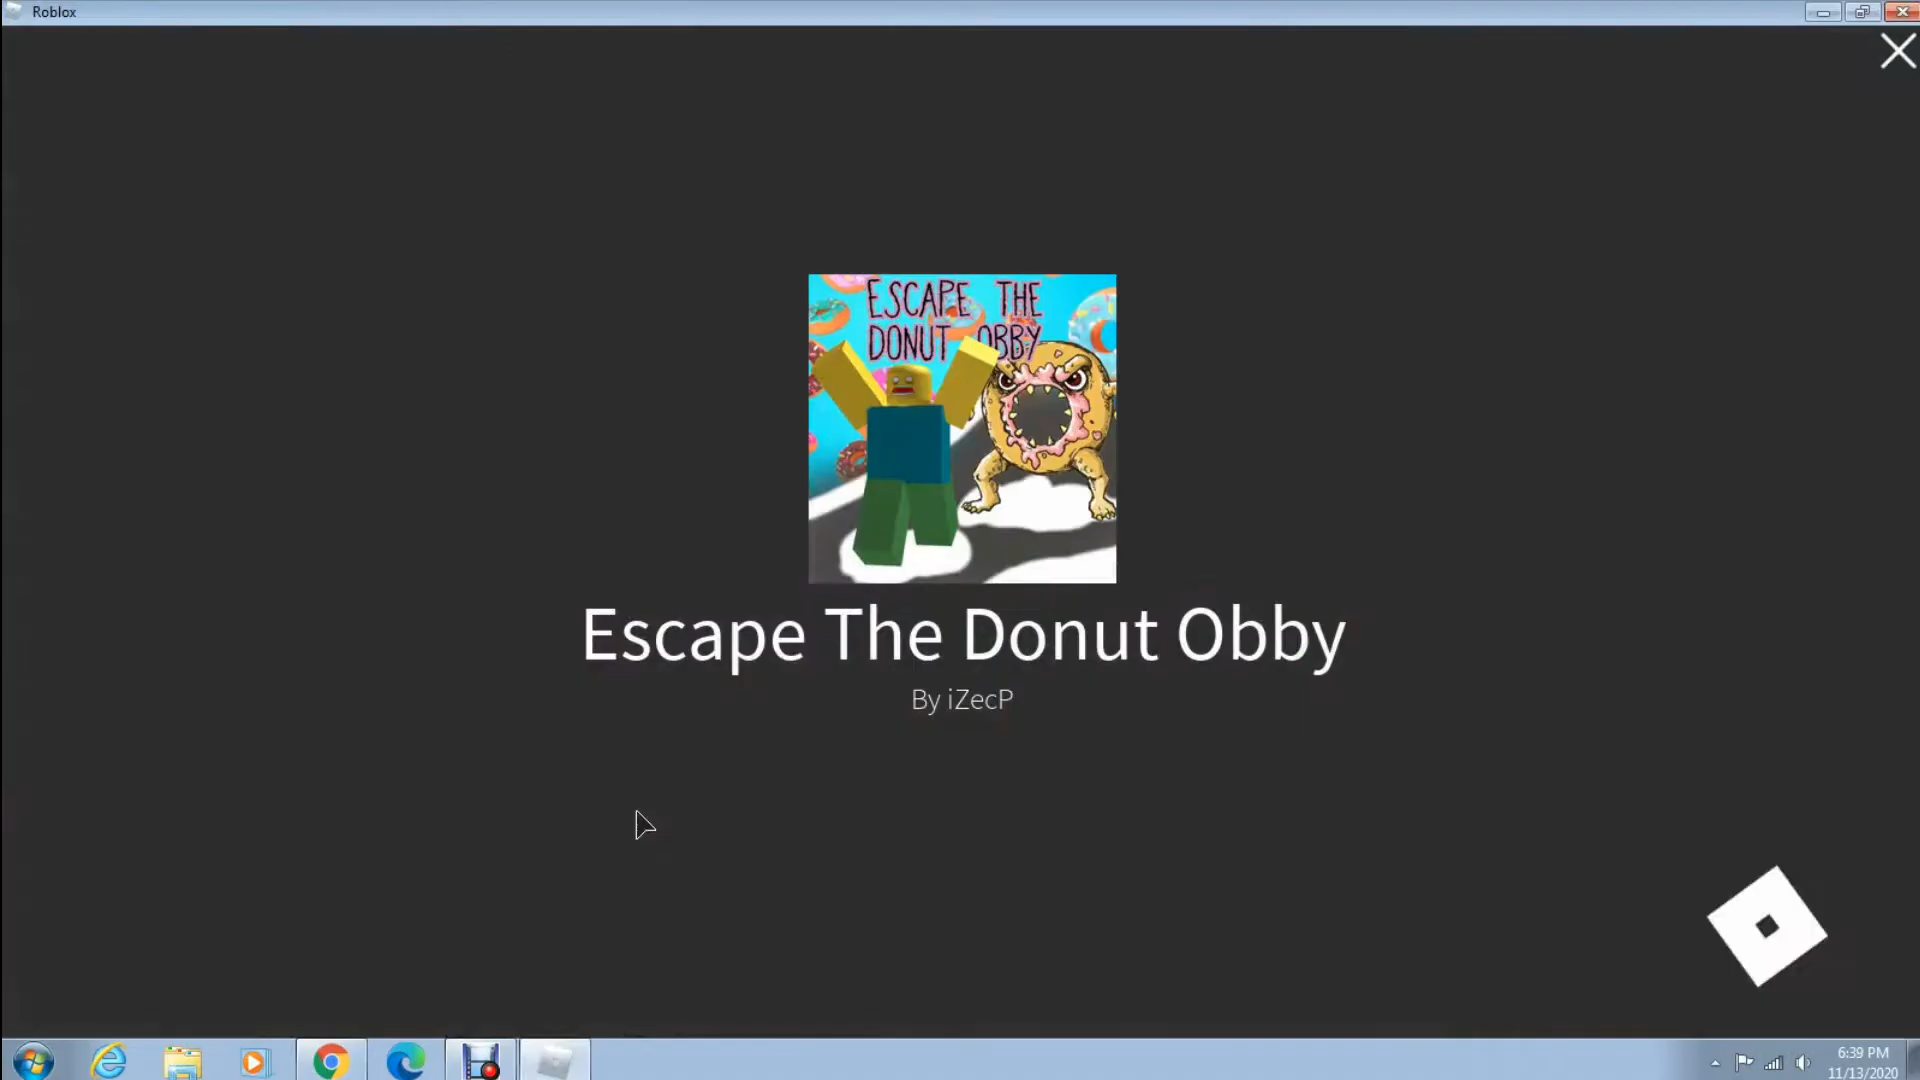 Roblox
ESCAPE THE
DONUT OBBY
Escape The Donut Obby
By iZecP
6:39 PM
11/13/2020